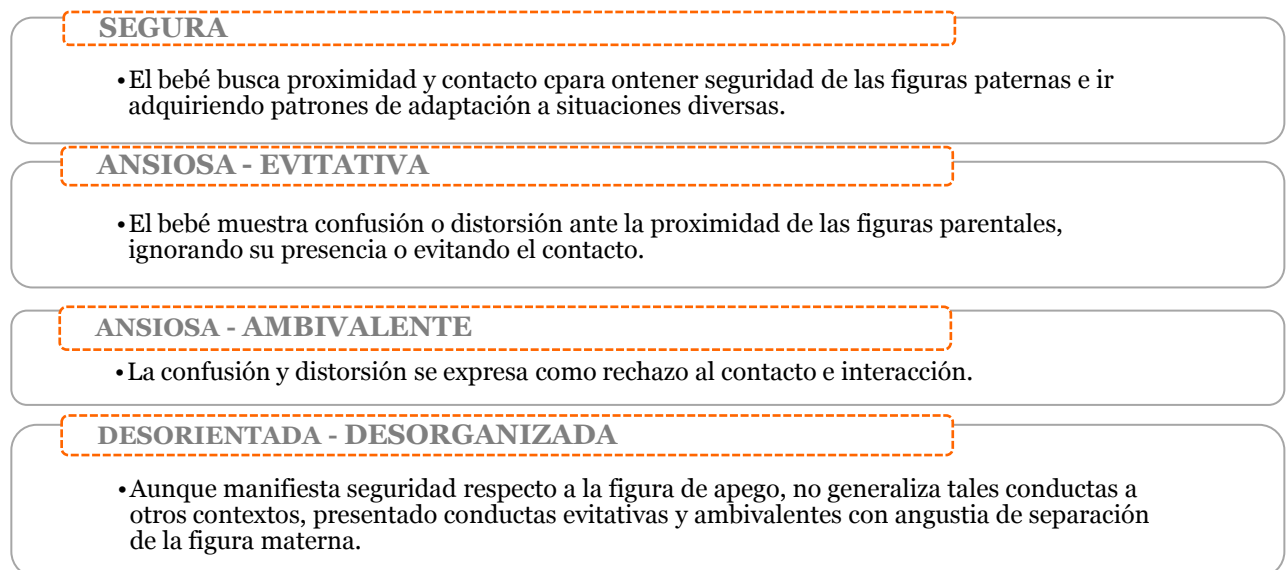 SEGURA
•El bebé busca proximidad y contacto cpara ontener seguridad de las figuras paternas e ir
adquiriendo patrones de adaptación a situaciones diversas.
ANSIOSA - EVITATIVA
•El bebé muestra confusión o distorsión ante la proximidad de las figuras parentales,
ignorando su presencia o evitando el contacto.
ANSIOSA - AMBIVALENTE
•La confusión y distorsión se expresa como rechazo al contacto e interacción.
DESORIENTADA - DESORGANIZADA
•Aunque manifiesta seguridad respecto a la figura de apego, no generaliza tales conductas a
otros contextos, presentado conductas evitativas y ambivalentes con angustia de separación
de la figura materna.